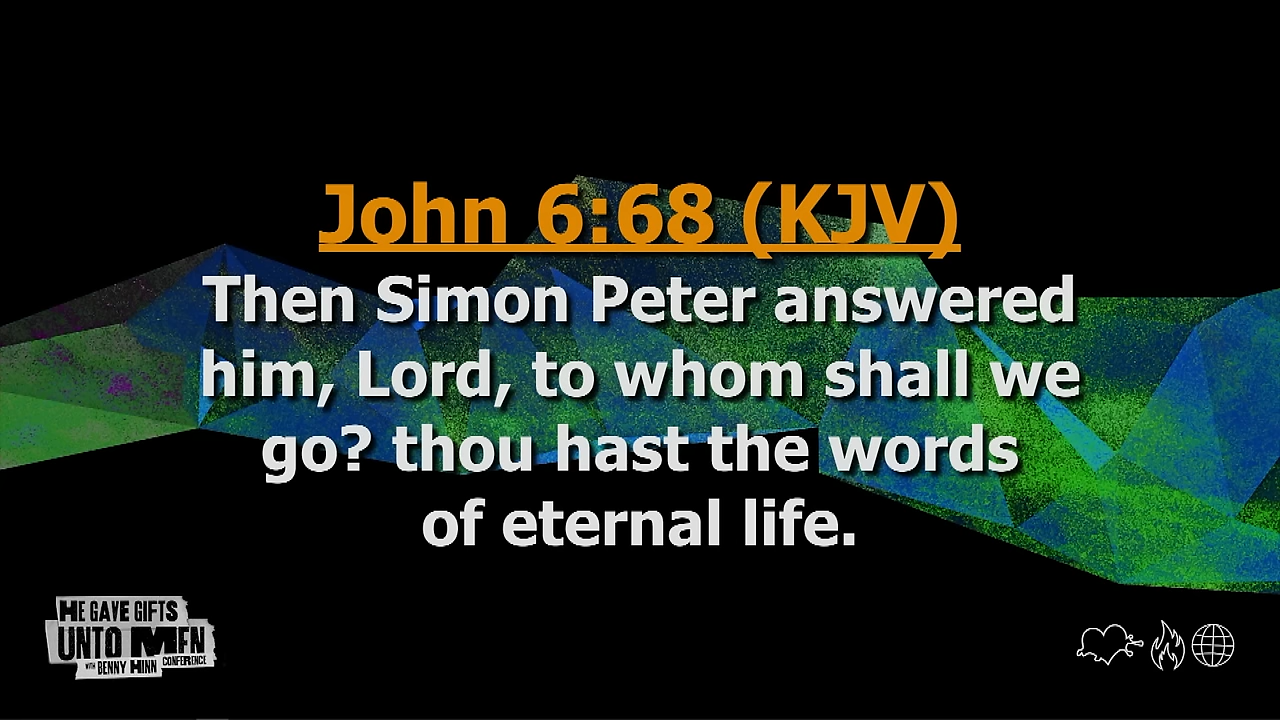 John 6:68 (KJV)
Then Simon Peter answered
him, Lord, to whom shall we
go? thou hast the words
of eternal life.
HE GAVE GIFTS
UNTO MEN
WITH BENNY HINN CONFERENCE